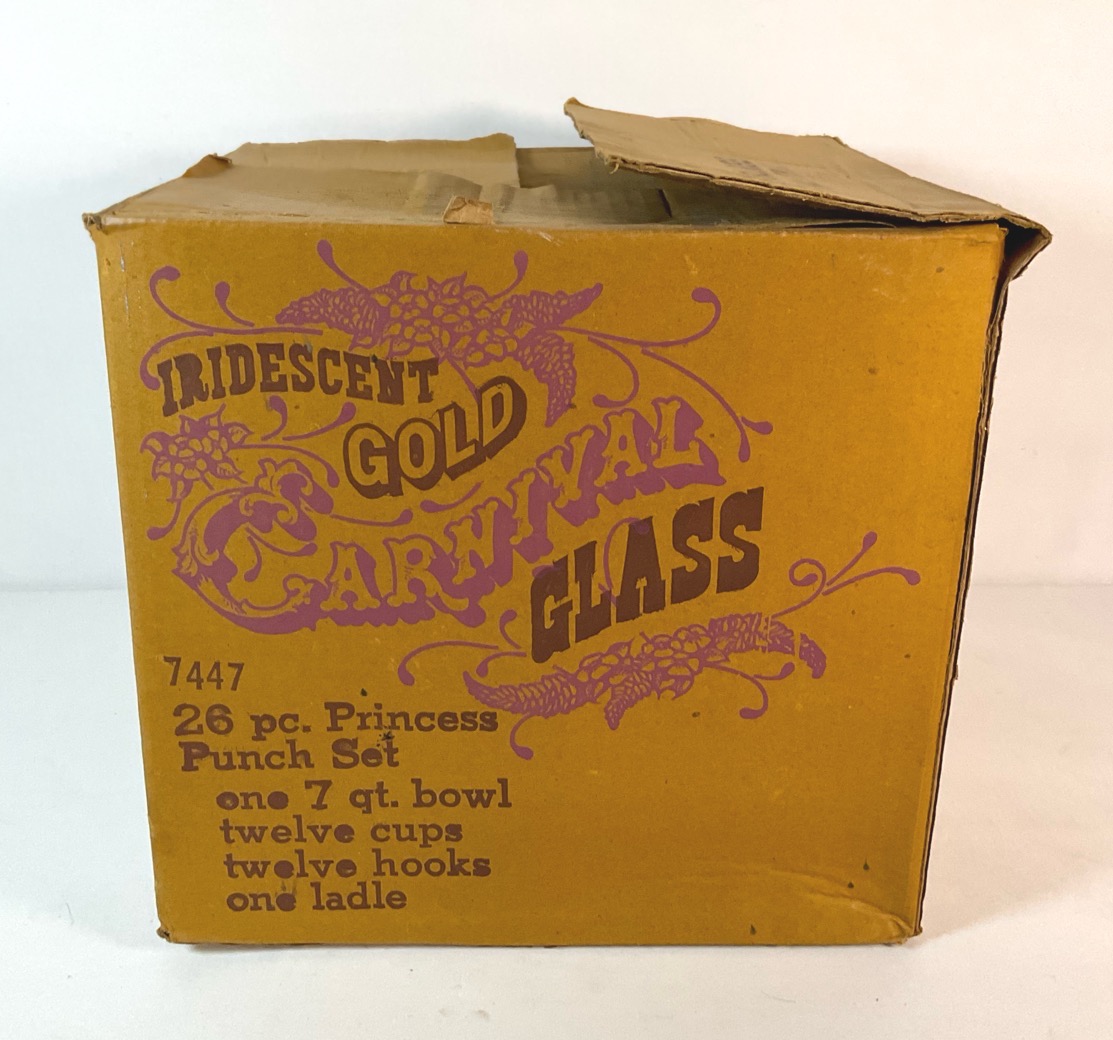 IRIDESCENT
GOLD
CARNIVAL
GLASS
7447
26 pc. Princess
Punch Set
one 7 qt. bowl
twelve cups
twelve hooks
one ladle